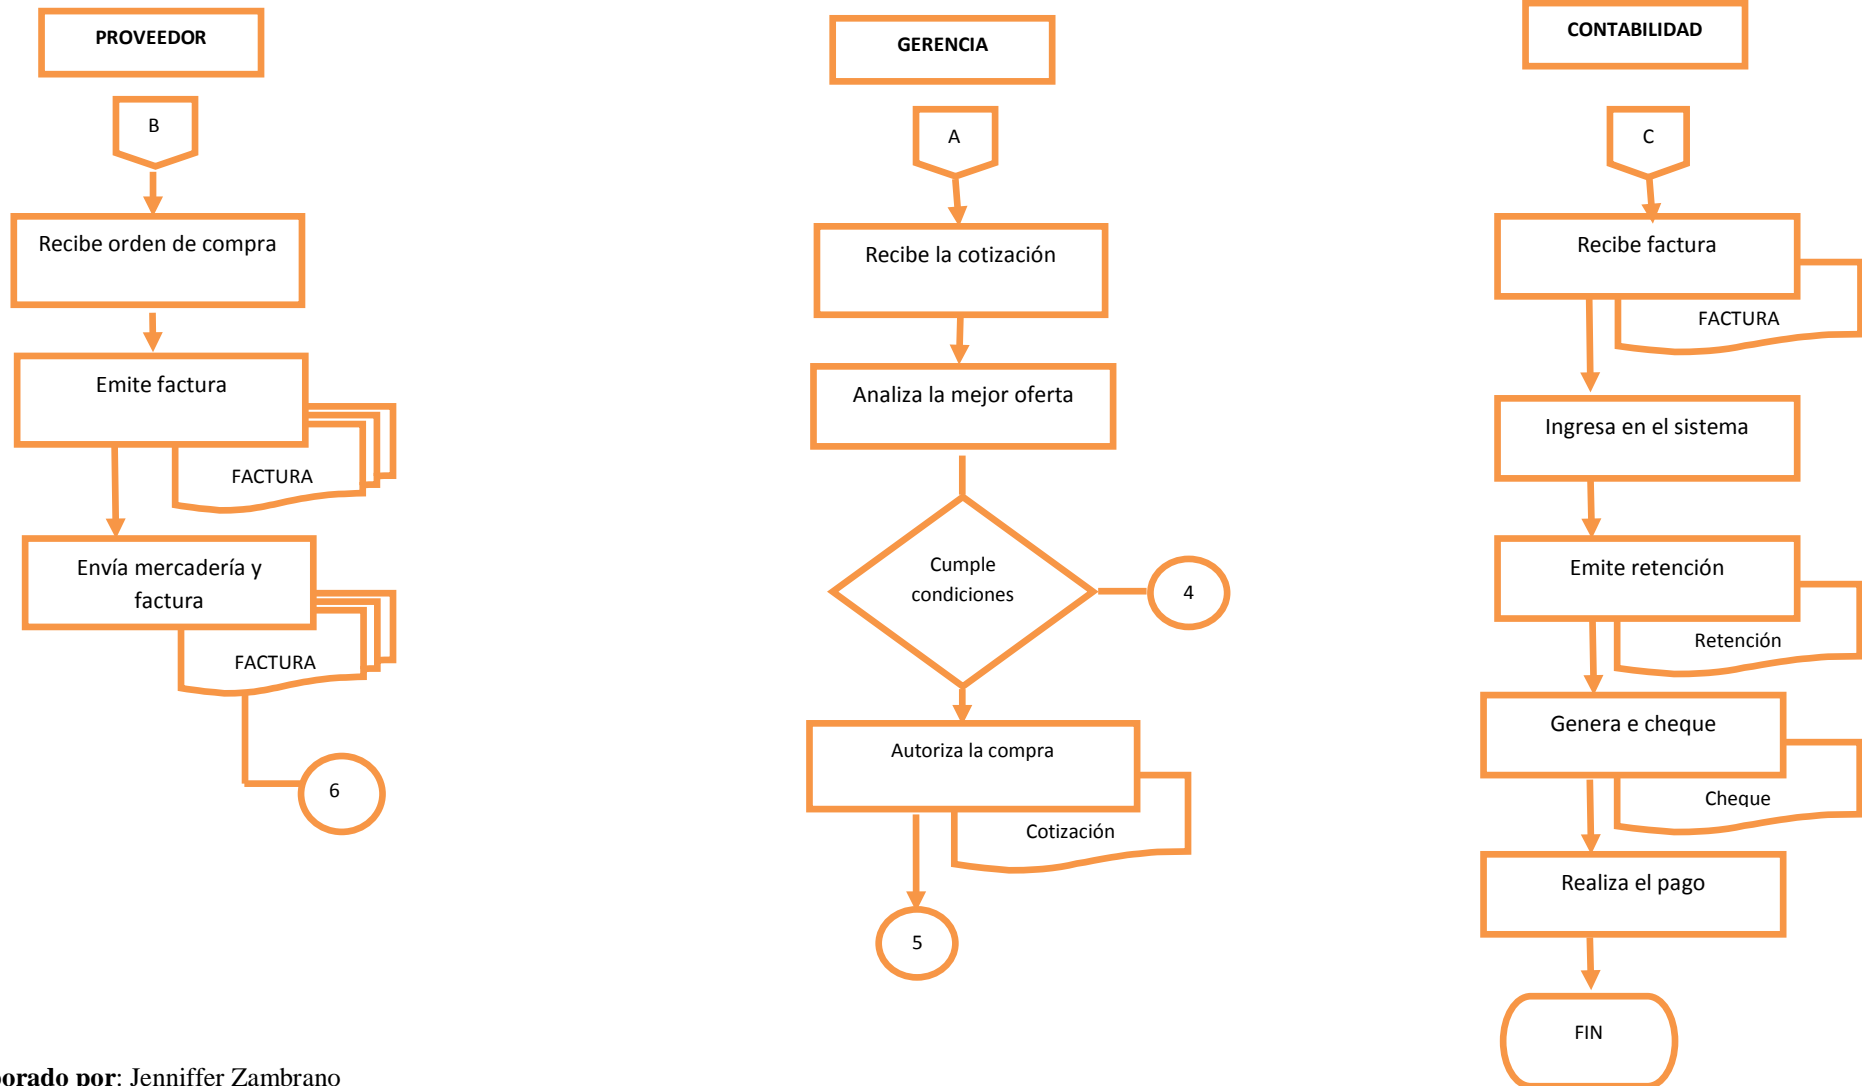 PROVEEDOR
B
Recibe orden de compra
Emite factura
FACTURA
Envía mercadería y
factura
FACTURA
6
GERENCIA
A
Recibe la cotización
Analiza la mejor oferta
Cumple
condiciones
4
Autoriza la compra
Cotización
5
CONTABILIDAD
C
Recibe factura
FACTURA
Ingresa en el sistema
Emite retención
Retención
Genera e cheque
Cheque
Realiza el pago
FIN
borado por: Jenniffer Zambrano